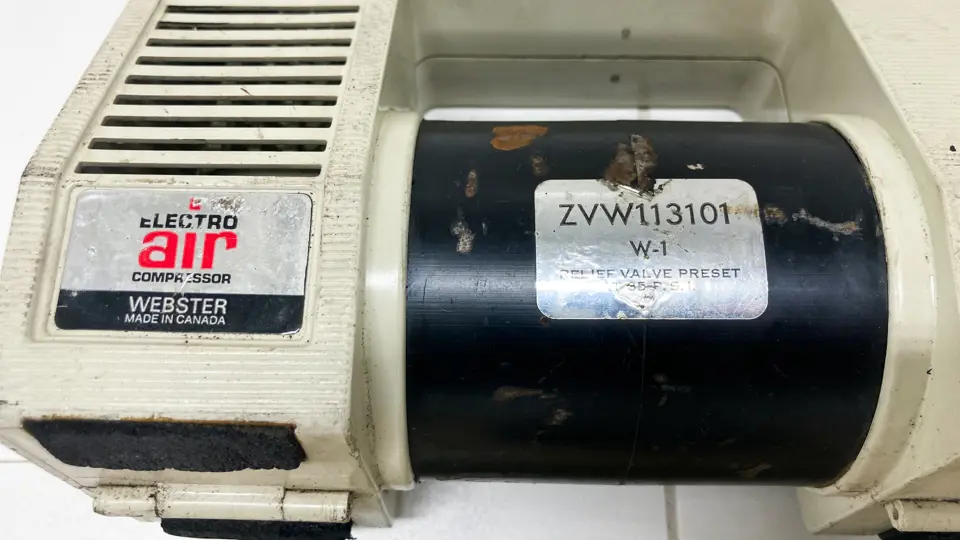 ELECTRO
air
COMPRESSOR
WEBSTER
MADE IN CANADA
ZVW113101
W-1
RELIEF VALVE PRESET
P.S.I.